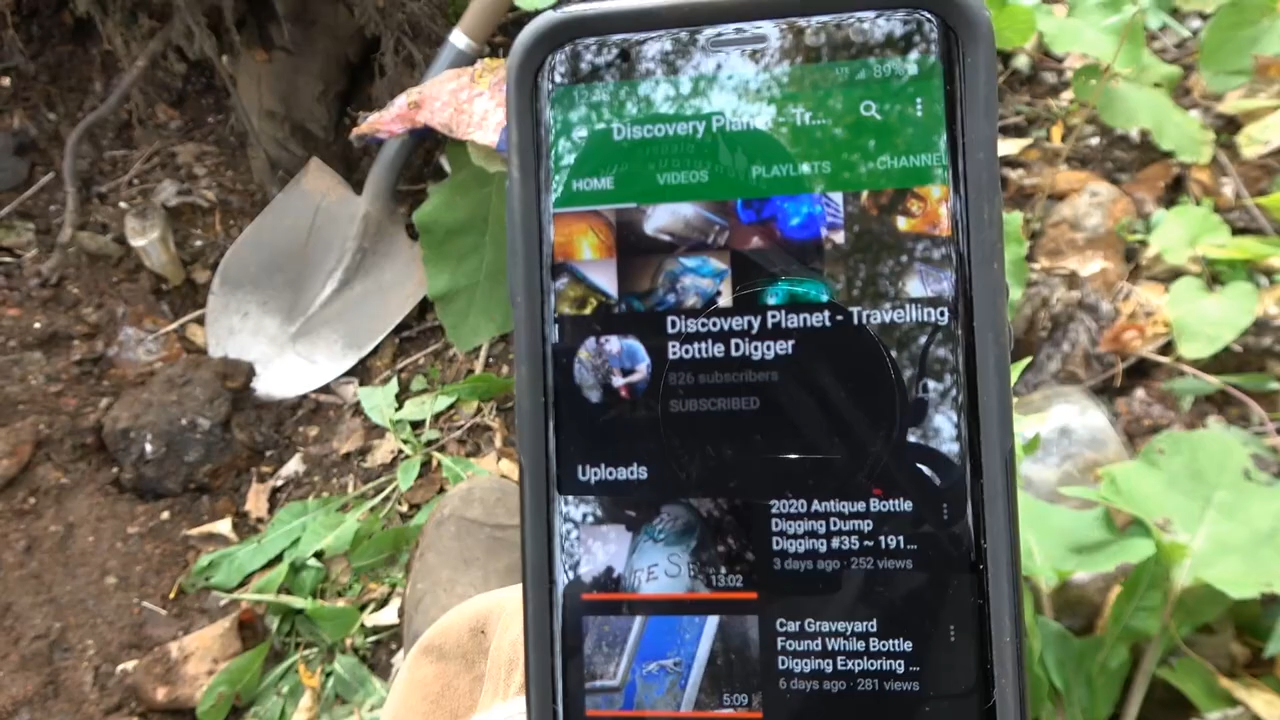 89%
Discovery Planet - Tr...
HOME VIDEOS PLAYLISTS CHANNEL
Discovery Planet - Travelling
Bottle Digger
826 subscribers
SUBSCRIBED
Uploads
2020 Antique Bottle
Digging Dump
Digging #35 ~ 191...
3 days ago · 252 views
13:02
Car Graveyard
Found While Bottle
Digging Exploring ...
6 days ago · 281 views
5:09